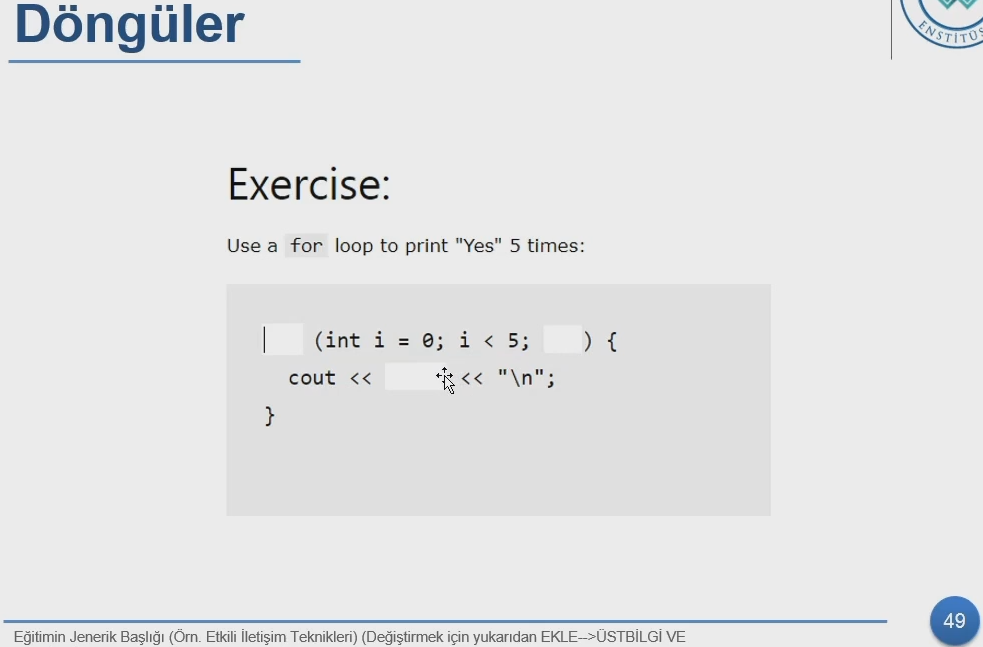 Döngüler
Exercise:
Use a for loop to print "Yes" 5 times:
(int i = 0; i < 5; ) {
cout << << "\n";
}
Eğitimin Jenerik Başlığı (Örn. Etkili İletişim Teknikleri) (Değiştirmek için yukarıdan EKLE-->ÜSTBİLGİ VE
49